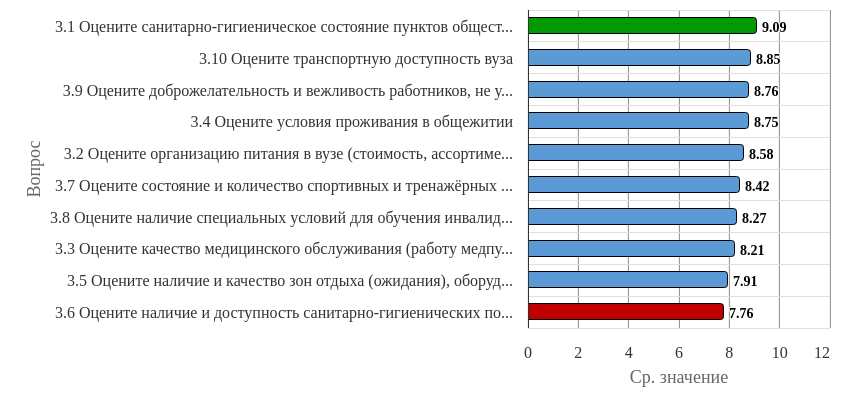 3.1 Оцените санитарно-гигиеническое состояние пунктов общест... 9.09
3.10 Оцените транспортную доступность вуза 8.85
3.9 Оцените доброжелательность и вежливость работников, не у... 8.76
3.4 Оцените условия проживания в общежитии 8.75
3.2 Оцените организацию питания в вузе (стоимость, ассортиме... 8.58
3.7 Оцените состояние и количество спортивных и тренажёрных ... 8.42
3.8 Оцените наличие специальных условий для обучения инвалид... 8.27
3.3 Оцените качество медицинского обслуживания (работу медпу... 8.21
3.5 Оцените наличие и качество зон отдыха (ожидания), оборуд... 7.91
3.6 Оцените наличие и доступность санитарно-гигиенических по... 7.76
Вопрос
0 2 4 6 8 10 12
Ср. значение